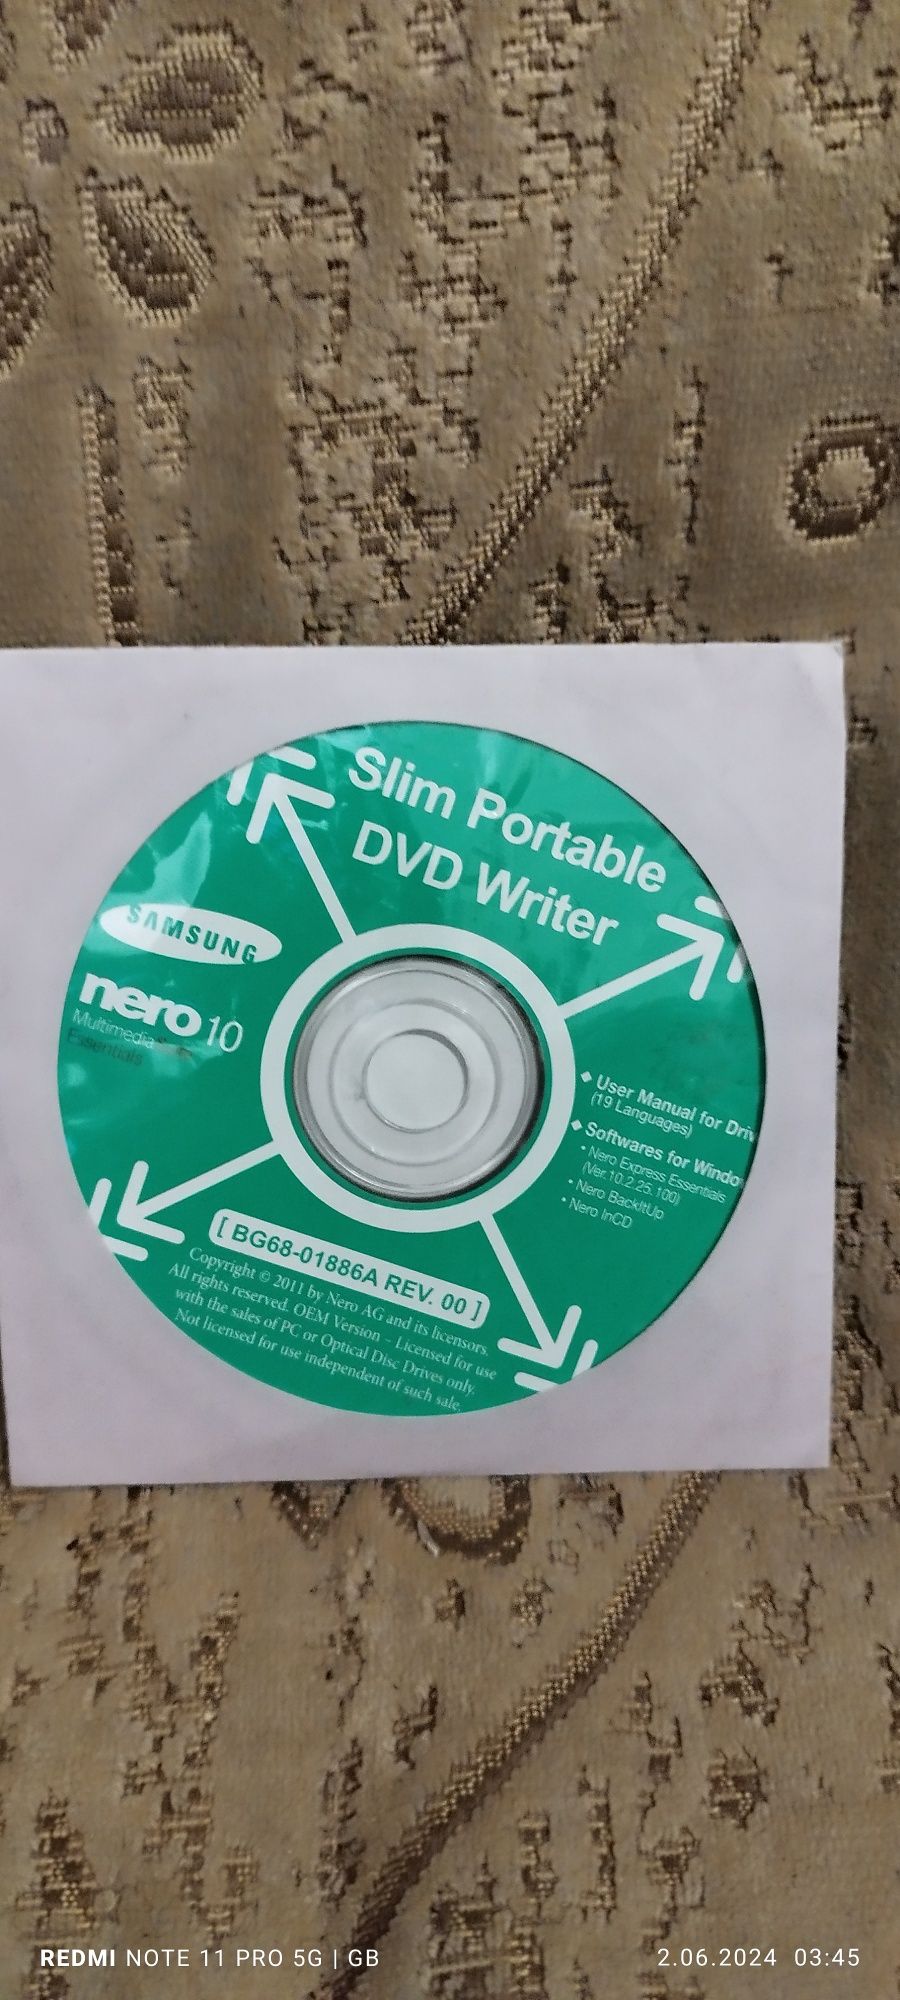 Slim Portable
DVD Writer
SAMSUNG
nero 10
Multimedia
Essentials
◆ User Manual for
(19 Languages)
◆ Softwares for
• Nero Express Essentials
(Ver.10.2.25.100)
• Nero BackItUp
• Nero InCD
[ BG68-01886A REV. 00 ]
Copyright © 2011 by Nero AG and its licensors.
All rights reserved. OEM Version – Licensed for use
with the sales of PC or Optical Disc Drives only.
Not licensed for use independent of such sale.
REDMI NOTE 11 PRO 5G | GB
2.06.2024 03:45